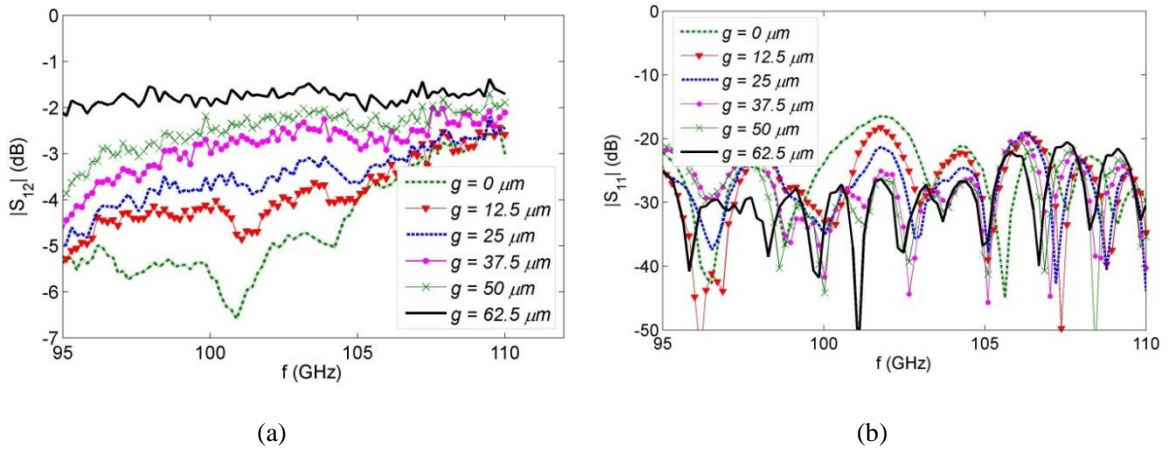 0
-1
-2
-3
-4
-5
-6
-7
|S12| (dB)
95
100
105
110
f (GHz)
g = 0 μm
g = 12.5 μm
g = 25 μm
g = 37.5 μm
g = 50 μm
g = 62.5 μm
(a)
0
-10
-20
-30
-40
-50
|S11| (dB)
95
100
105
110
f (GHz)
g = 0 μm
g = 12.5 μm
g = 25 μm
g = 37.5 μm
g = 50 μm
g = 62.5 μm
(b)